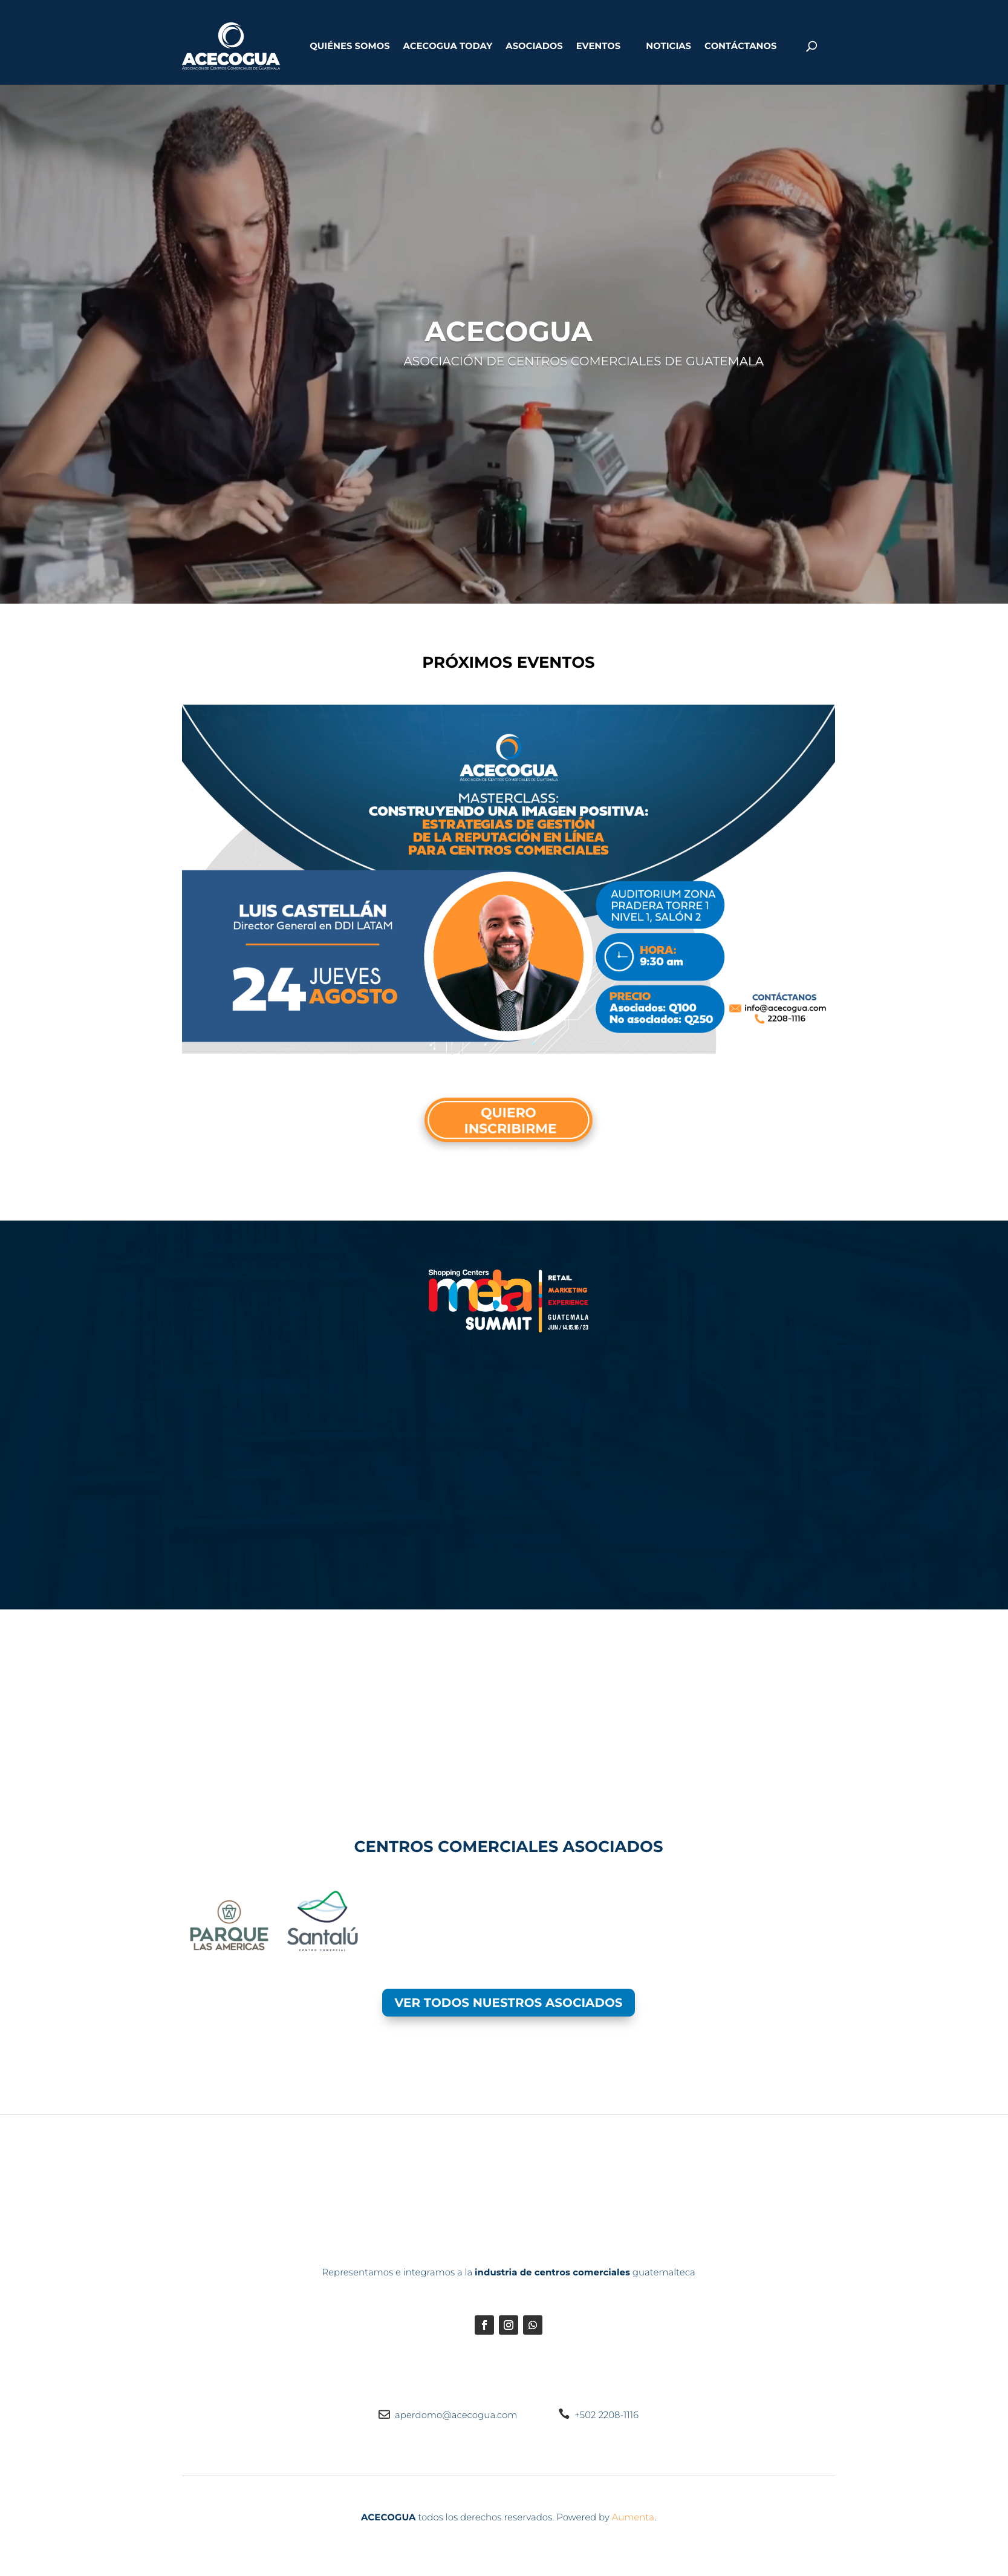 ACECOGUA
ASOCIACIÓN DE CENTROS COMERCIALES DE GUATEMALA
QUIÉNES SOMOS
ACECOGUA TODAY
ASOCIADOS
EVENTOS
NOTICIAS
CONTÁCTANOS
ACECOGUA
ASOCIACIÓN DE CENTROS COMERCIALES DE GUATEMALA
PRÓXIMOS EVENTOS
ACECOGUA
ASOCIACIÓN DE CENTROS COMERCIALES DE GUATEMALA
MASTERCLASS:
CONSTRUYENDO UNA IMAGEN POSITIVA:
ESTRATEGIAS DE GESTIÓN
DE LA REPUTACIÓN EN LÍNEA
PARA CENTROS COMERCIALES
LUIS CASTELLÁN
Director General en DDI LATAM
24 JUEVES
AGOSTO
AUDITORIUM ZONA
PRADERA TORRE 1
NIVEL 1, SALÓN 2
HORA:
9:30 am
PRECIO
Asociados: Q100
No asociados: Q250
CONTÁCTANOS
info@acecogua.com
2208-1116
QUIERO
INSCRIBIRME
Shopping Centers
meta
SUMMIT
RETAIL
MARKETING
EXPERIENCE
GUATEMALA
JUN / 14.15.16 / 23
CENTROS COMERCIALES ASOCIADOS
PARQUE
LAS AMERICAS
Santalú
CENTRO COMERCIAL
VER TODOS NUESTROS ASOCIADOS
Representamos e integramos a la industria de centros comerciales guatemalteca
aperdomo@acecogua.com
+502 2208-1116
ACECOGUA todos los derechos reservados. Powered by Aumenta.